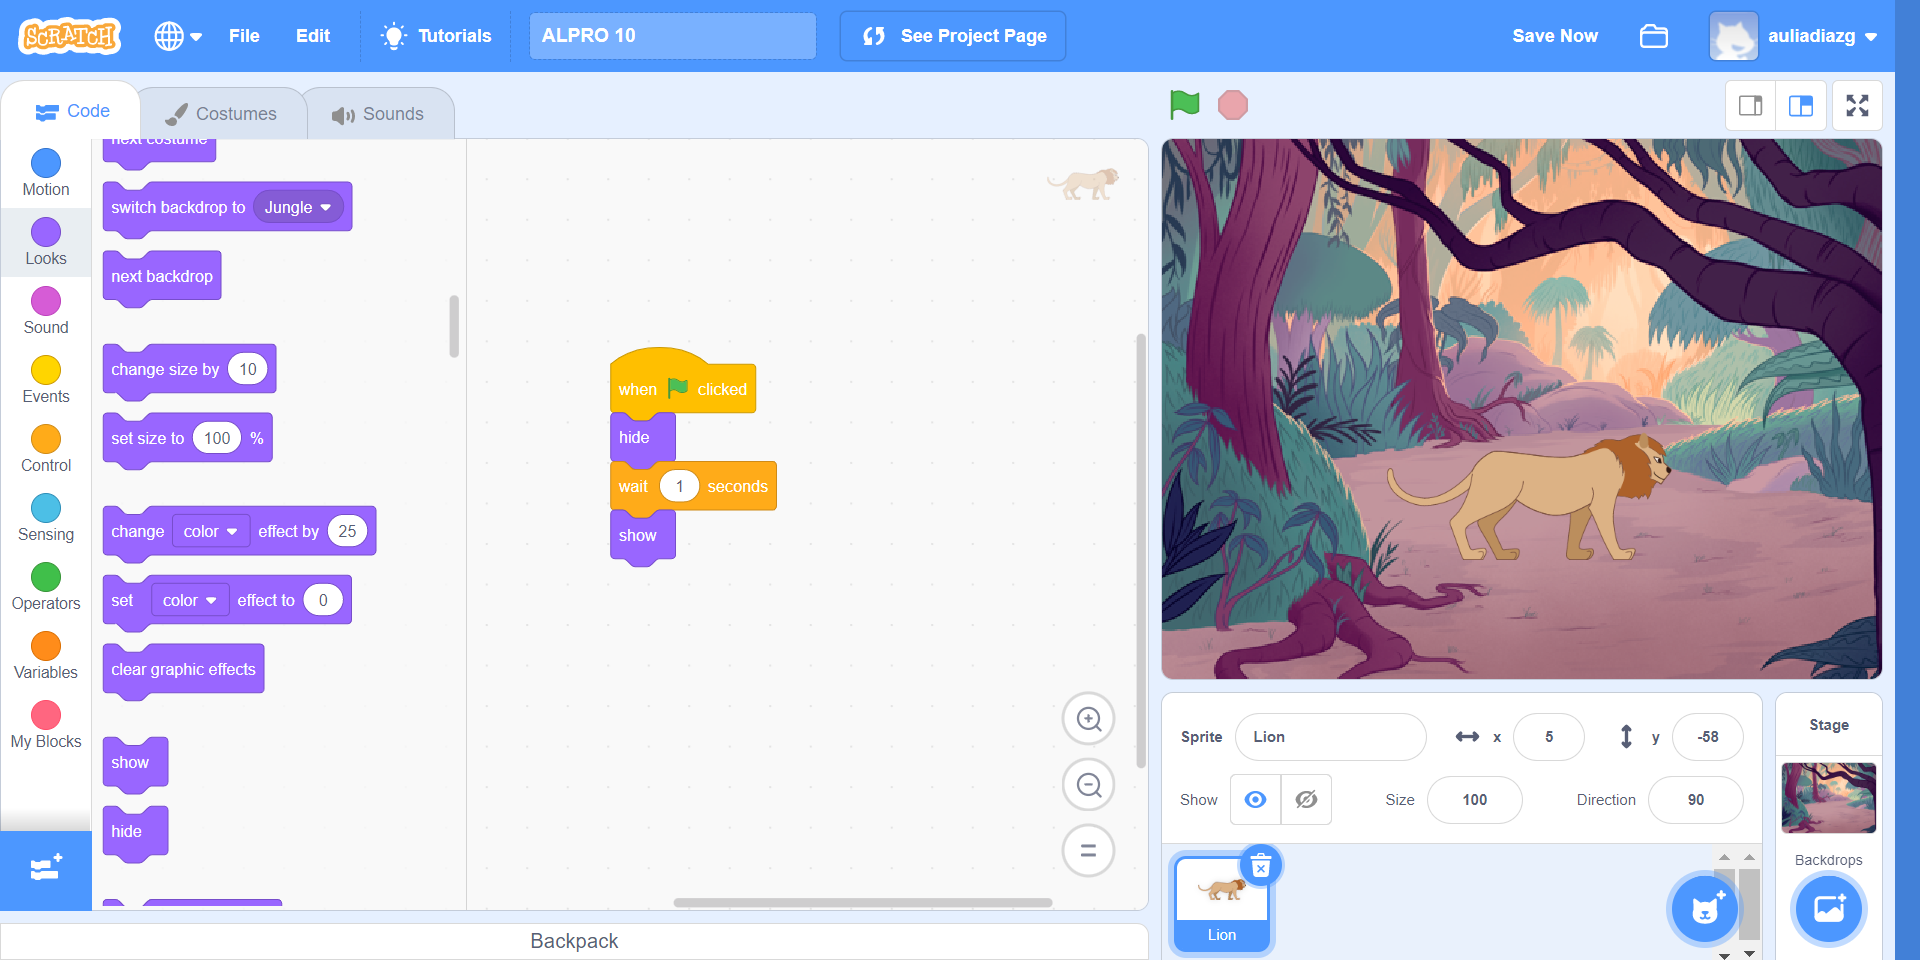 SCRATCH
File
Edit
Tutorials
ALPRO 10
See Project Page
Save Now
auliadiazg
Code
Costumes
Sounds
Motion
Looks
Sound
Events
Control
Sensing
Operators
Variables
My Blocks
next costume
switch backdrop to Jungle
next backdrop
change size by 10
set size to 100 %
change color effect by 25
set color effect to 0
clear graphic effects
show
hide
when clicked
hide
wait 1 seconds
show
Backpack
Sprite Lion x 5 y -58
Show Size 100 Direction 90
Lion
Stage
Backdrops